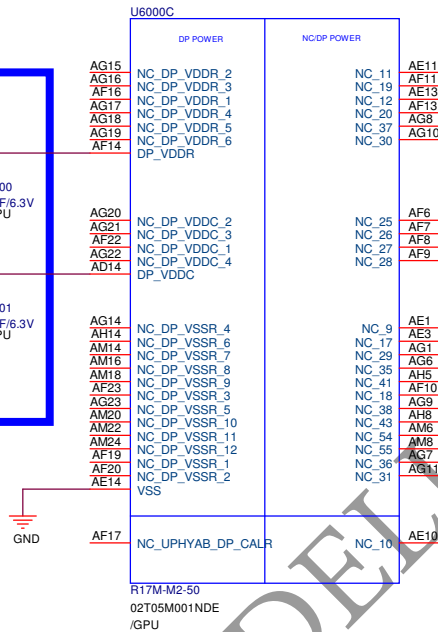 U6000C
DP POWER NC/DP POWER
AG15 NC_DP_VDDR_2 NC_11 AE11
AG16 NC_DP_VDDR_3 NC_19 AF11
AF16 NC_DP_VDDR_1 NC_12 AE13
AG17 NC_DP_VDDR_4 NC_20 AF13
AG18 NC_DP_VDDR_5 NC_37 AG8
AG19 NC_DP_VDDR_6 NC_30 AG10
AF14 DP_VDDR
00
F/6.3V
PU
AG20 NC_DP_VDDC_2 NC_25 AF6
AG21 NC_DP_VDDC_3 NC_26 AF7
AF22 NC_DP_VDDC_1 NC_27 AF8
AG22 NC_DP_VDDC_4 NC_28 AF9
AD14 DP_VDDC
01
F/6.3V
PU
AG14 NC_DP_VSSR_4 NC_9 AE1
AH14 NC_DP_VSSR_6 NC_17 AE3
AM14 NC_DP_VSSR_7 NC_29 AG1
AM16 NC_DP_VSSR_8 NC_35 AG6
AM18 NC_DP_VSSR_9 NC_41 AH5
AF23 NC_DP_VSSR_3 NC_18 AF10
AG23 NC_DP_VSSR_5 NC_38 AG9
AM20 NC_DP_VSSR_10 NC_43 AH8
AM22 NC_DP_VSSR_11 NC_54 AM6
AM24 NC_DP_VSSR_12 NC_55 AM8
AF19 NC_DP_VSSR_1 NC_36 AG7
AF20 NC_DP_VSSR_2 NC_31 AG11
AE14 VSS
GND
AF17 NC_UPHYAB_DP_CALR NC_10 AE10
R17M-M2-50
02T05M001NDE
/GPU
DELL